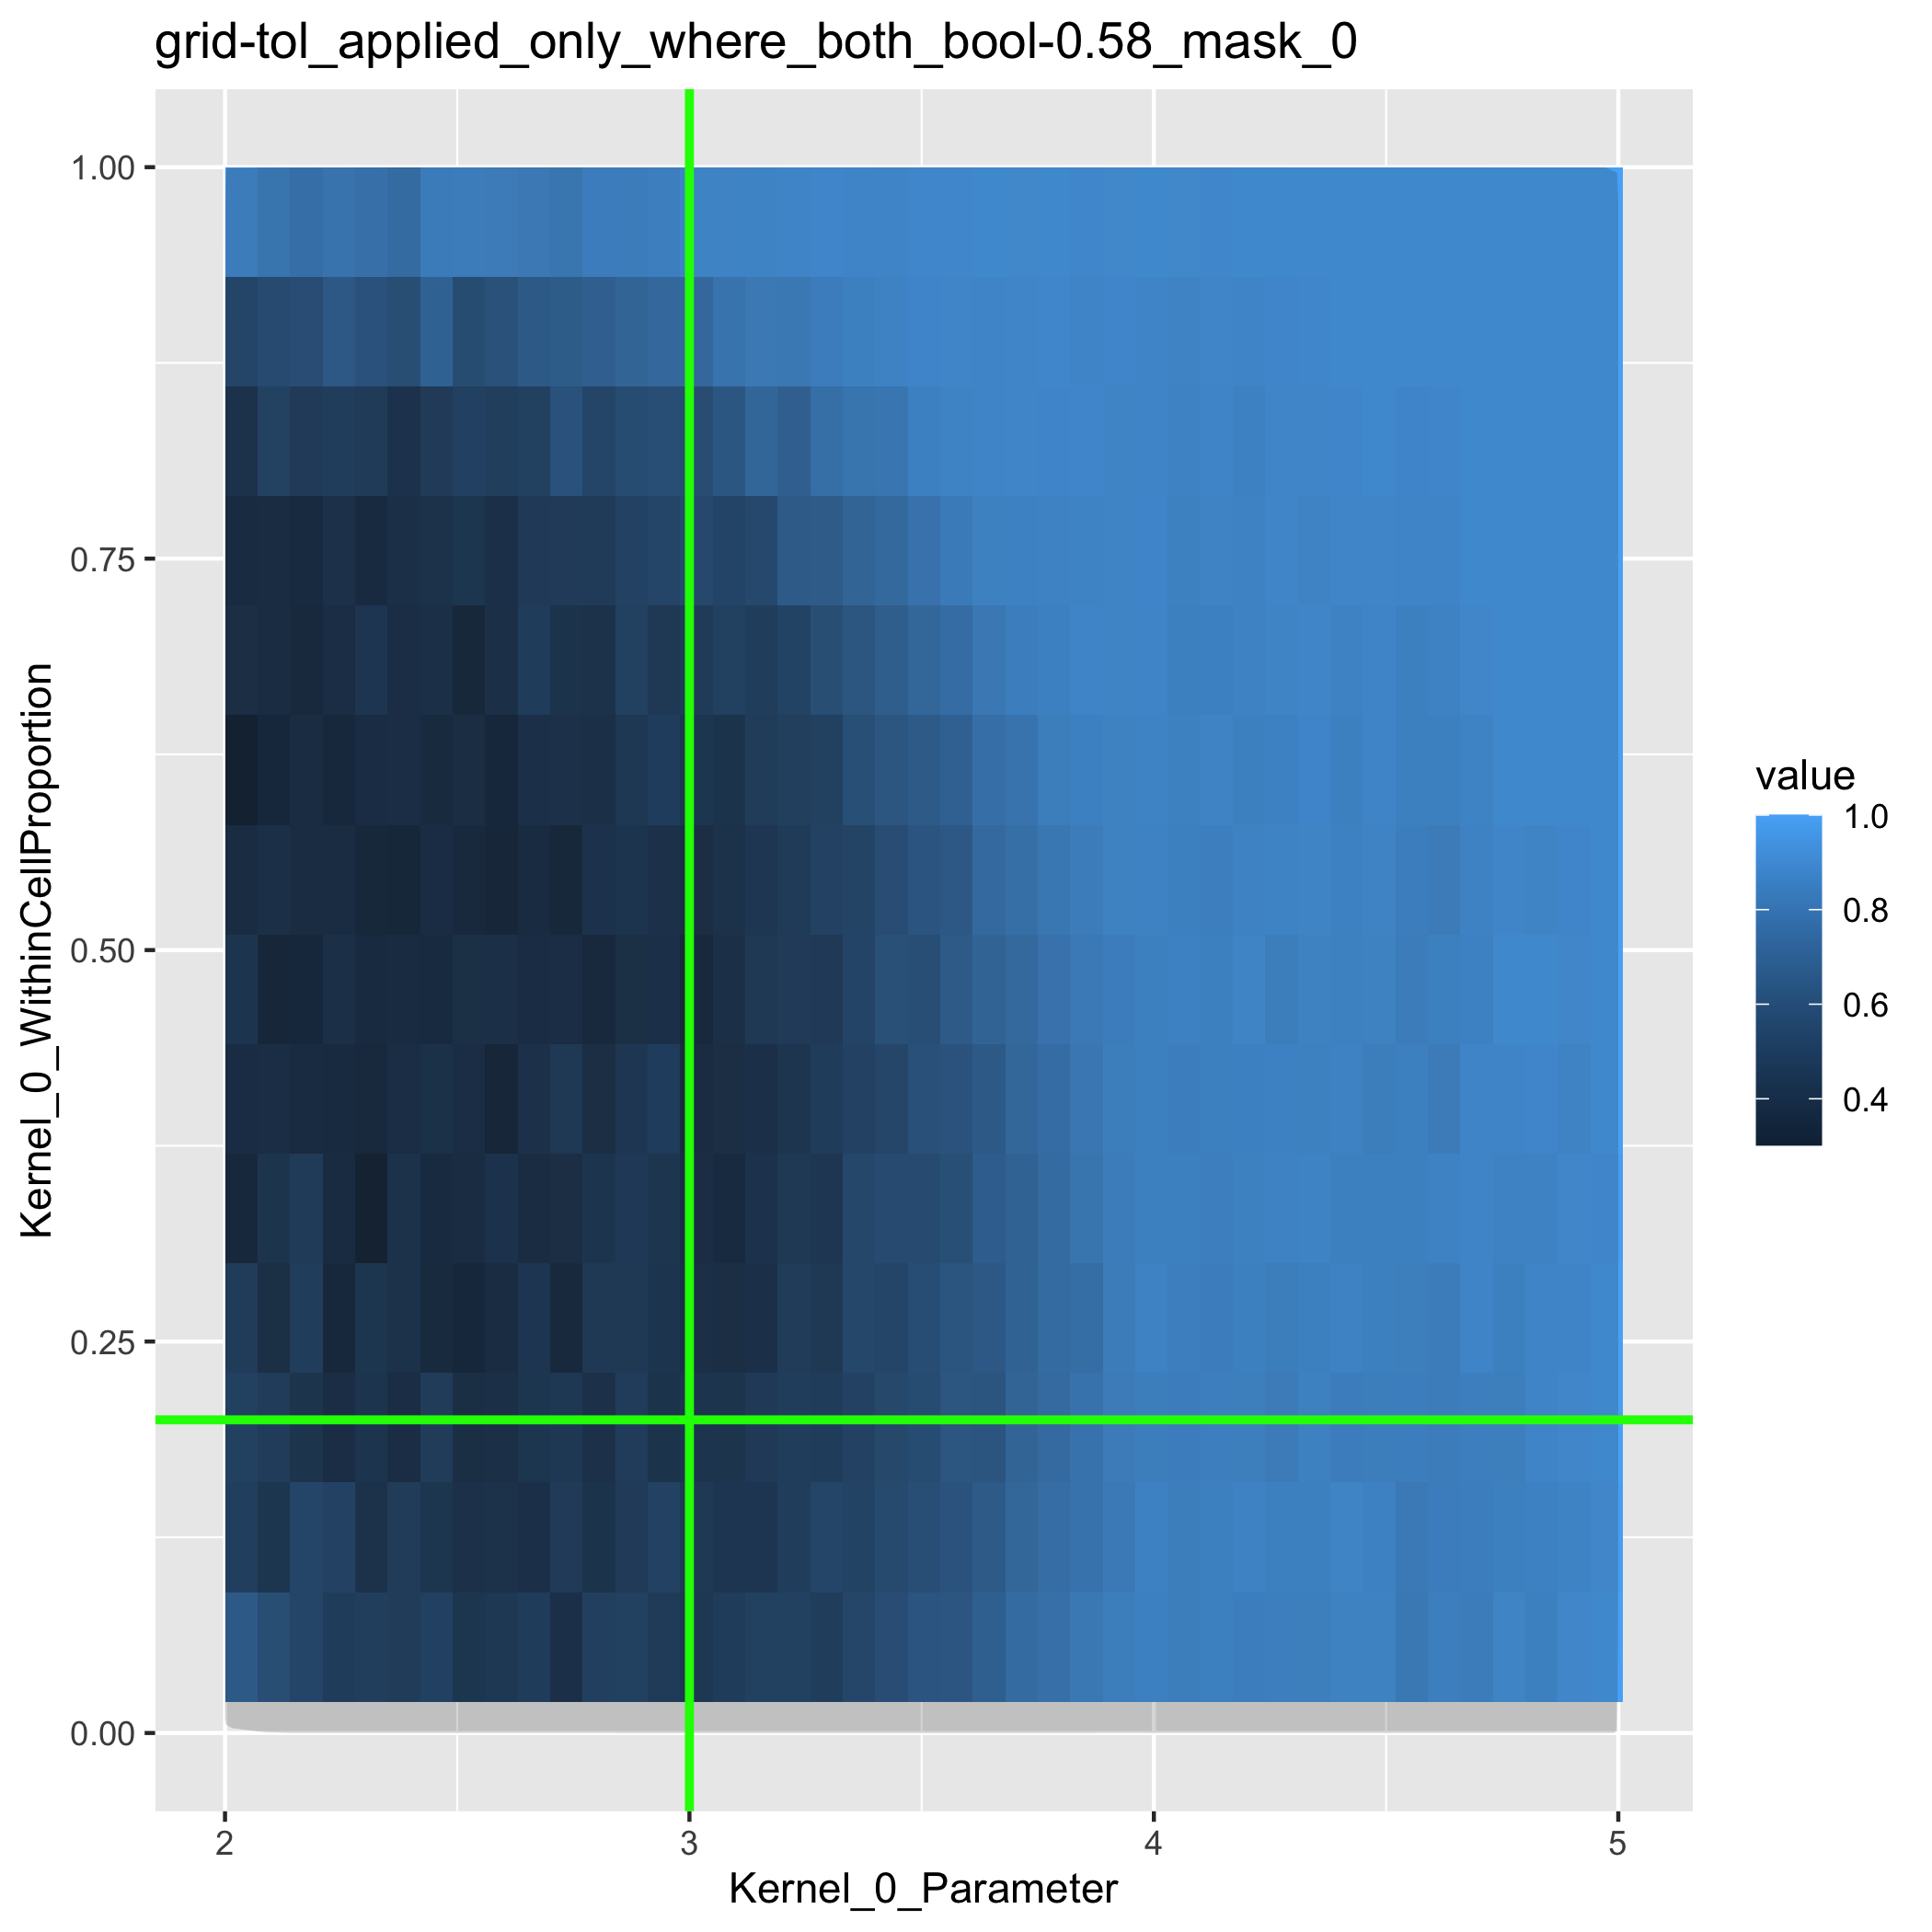 grid-tol_applied_only_where_both_bool-0.58_mask_0
1.00
0.75
0.50
0.25
0.00
Kernel_0_WithinCellProportion
2 3 4 5
Kernel_0_Parameter
value
1.0
0.8
0.6
0.4